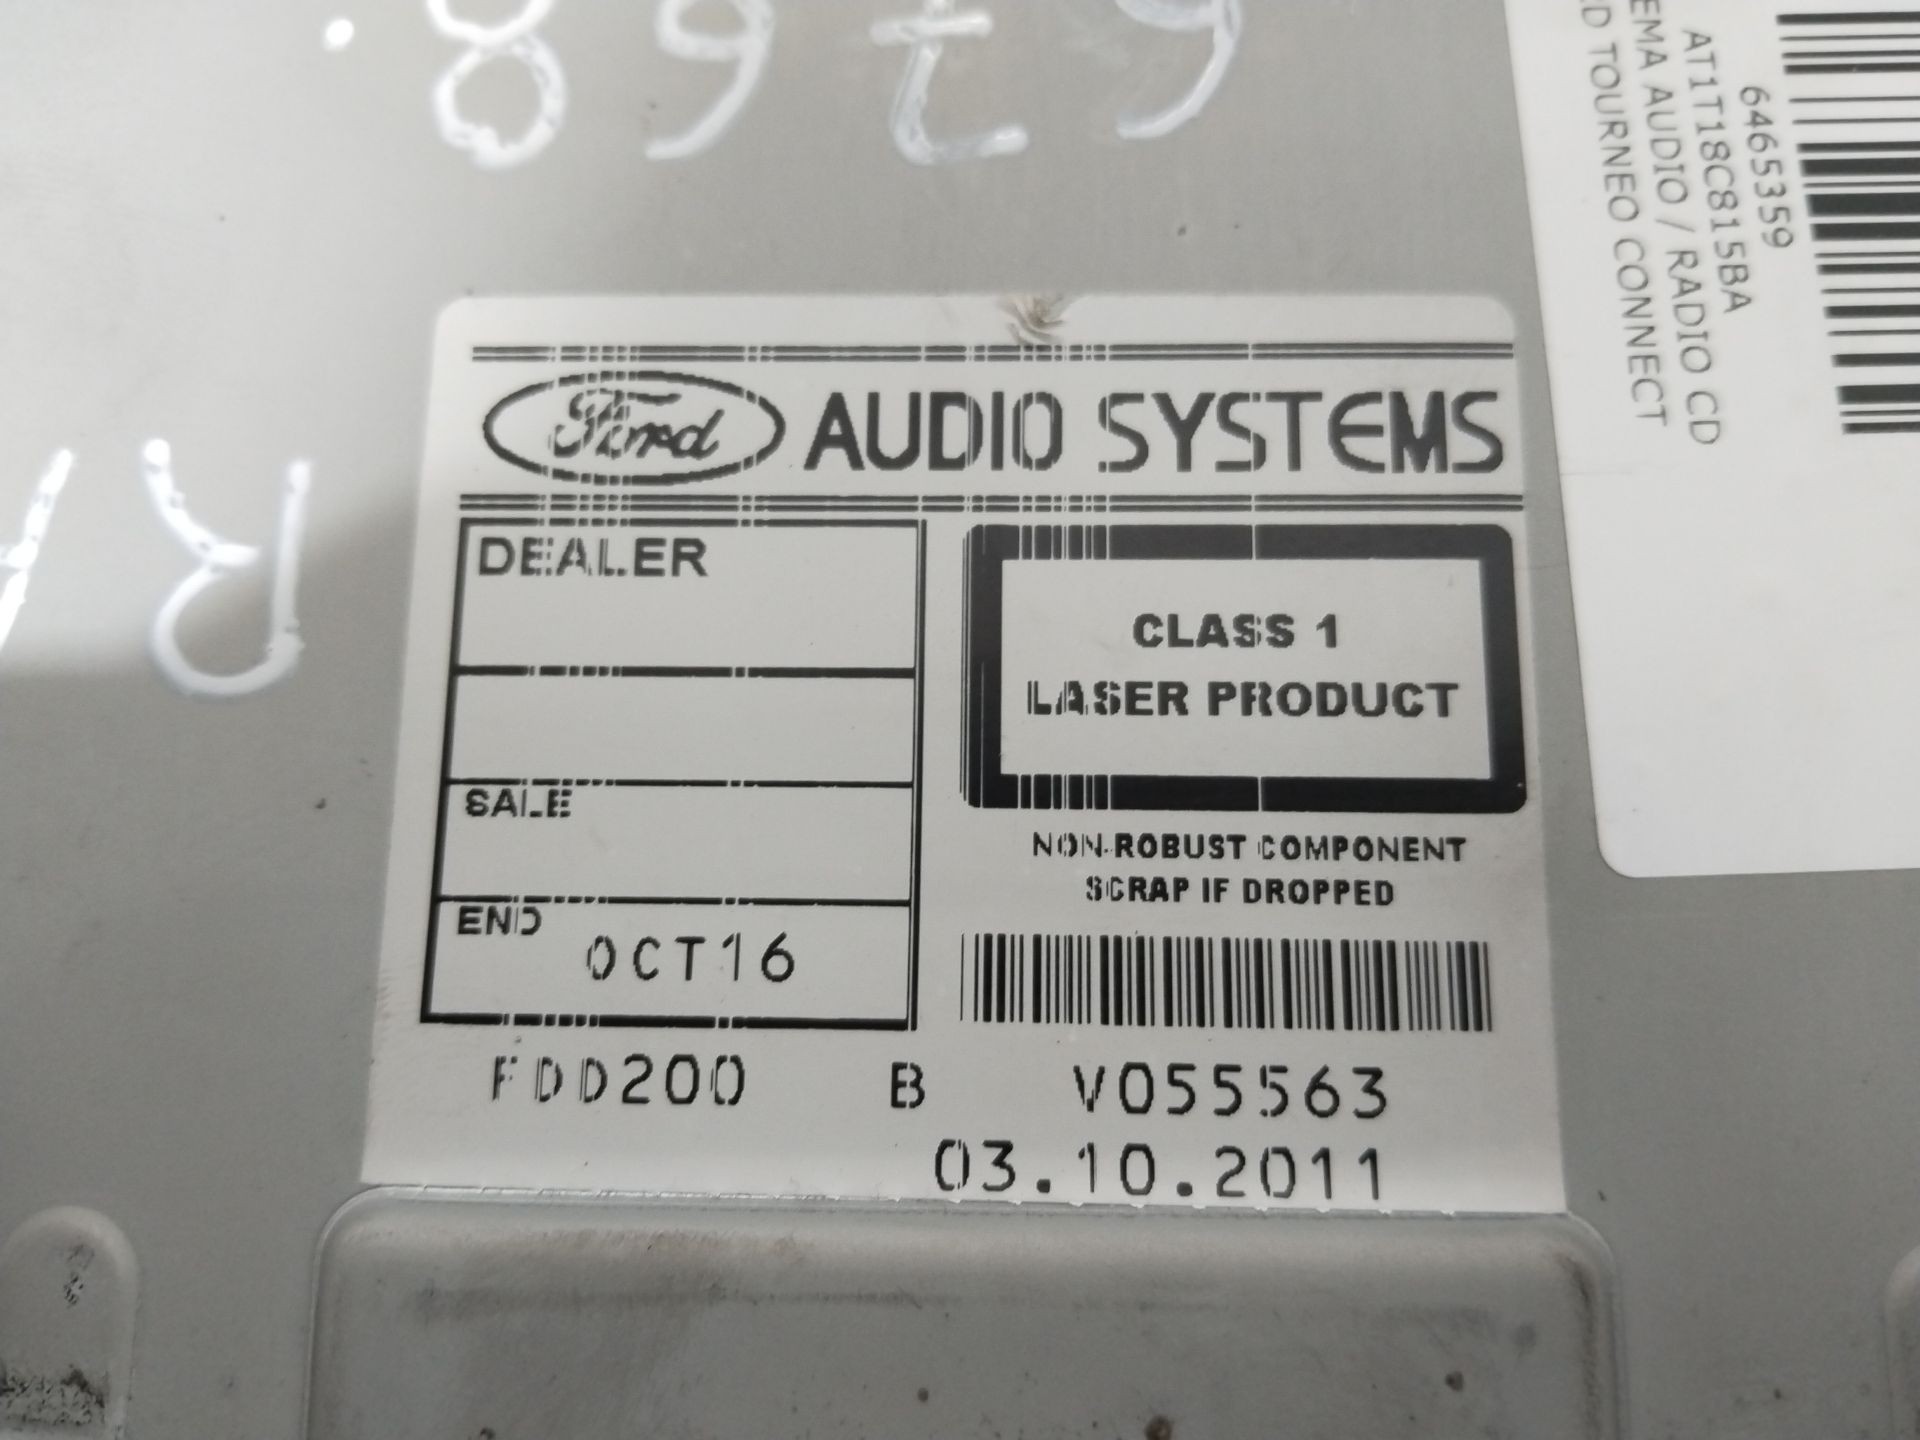 Ford AUDIO SYSTEMS
DEALER
SALE
END OCT16
CLASS 1
LASER PRODUCT
NON-ROBUST COMPONENT
SCRAP IF DROPPED
FDD200 B V055563
03.10.2011
6465359
AT1T18C815BA
EMA AUDIO / RADIO CD
D TOURNEO CONNECT